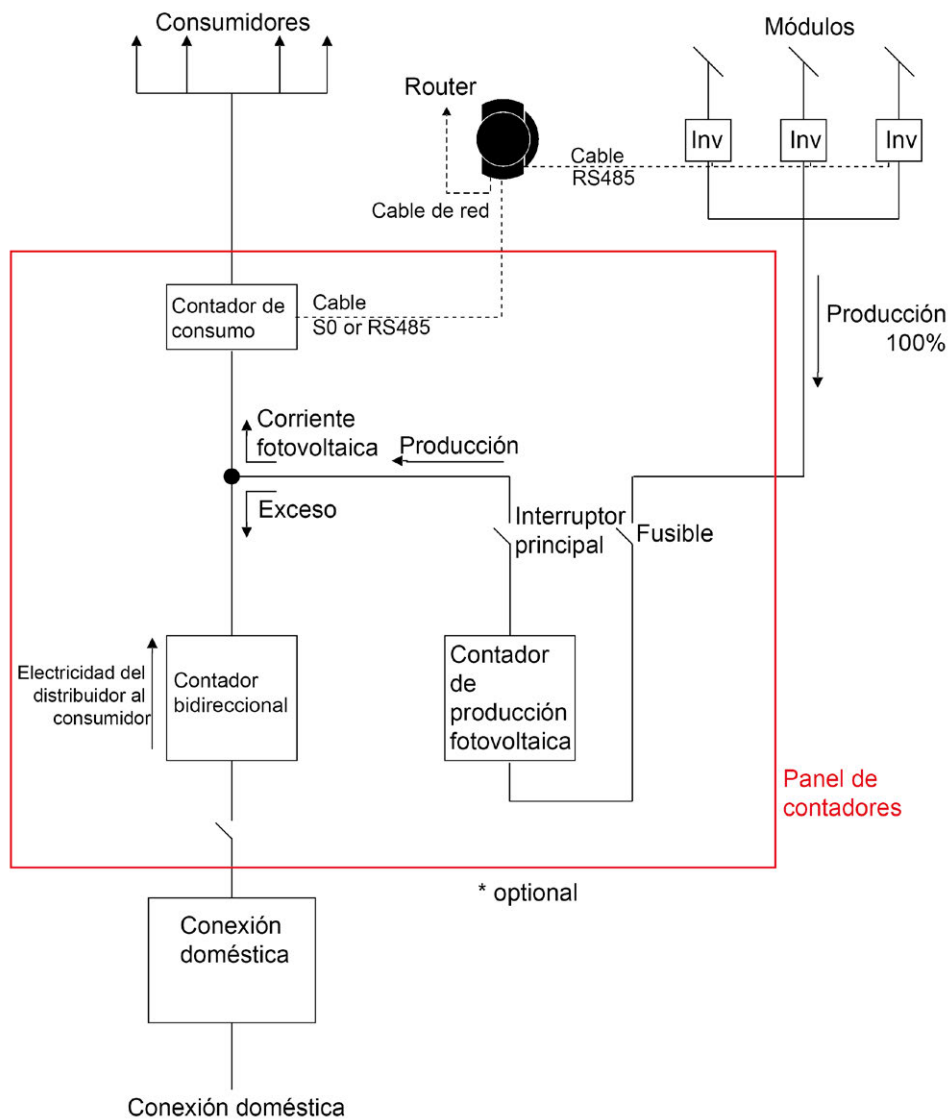 Consumidores
Módulos
Router
Inv
Inv
Inv
Cable
RS485
Cable de red
Contador de
consumo
Cable
S0 or RS485
Producción
100%
Corriente
fotovoltaica
Producción
Exceso
Interruptor
principal
Fusible
Electricidad del
distribuidor al
consumidor
Contador
bidireccional
Contador
de
producción
fotovoltaica
Panel de
contadores
* optional
Conexión
doméstica
Conexión doméstica